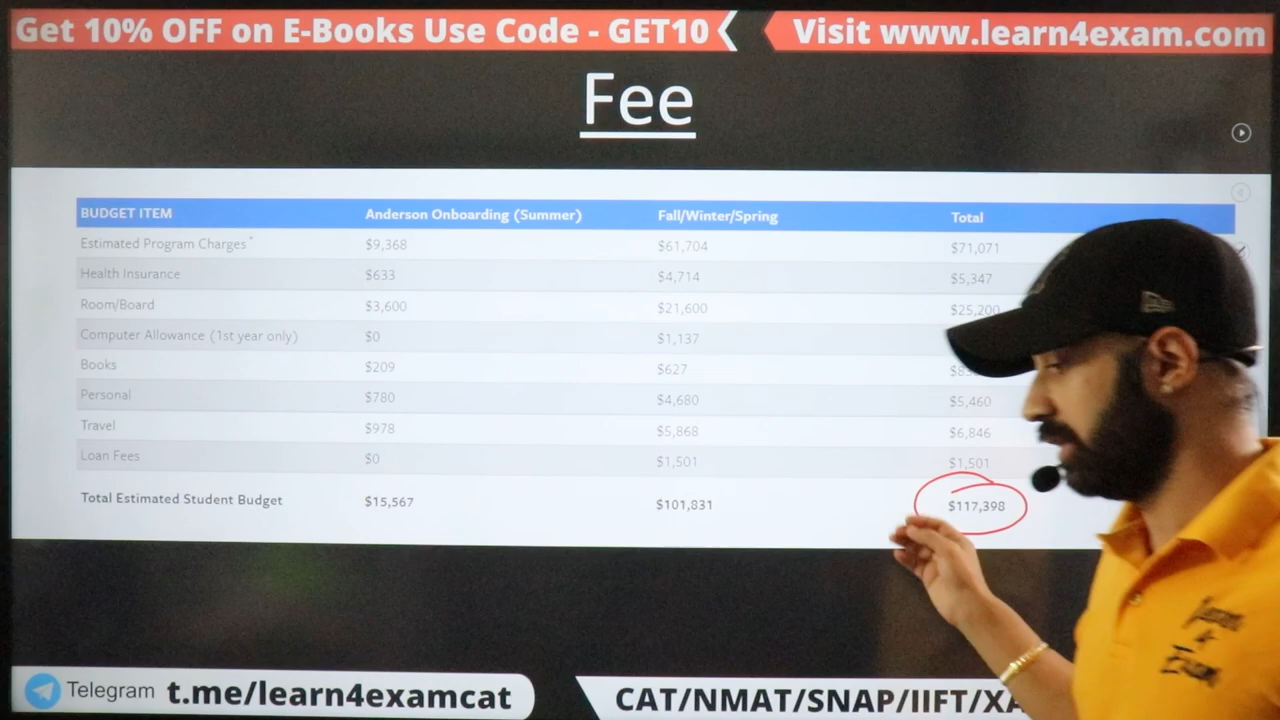 Get 10% OFF on E-Books Use Code - GET10
Visit www.learn4exam.com
Fee
BUDGET ITEM Anderson Onboarding (Summer) Fall/Winter/Spring Total
Estimated Program Charges* $9,368 $61,704 $71,071
Health Insurance $633 $4,714 $5,347
Room/Board $3,600 $21,600 $25,200
Computer Allowance (1st year only) $0 $1,137
Books $209 $627
Personal $780 $4,680 $5,460
Travel $978 $5,868 $6,846
Loan Fees $0 $1,501 $1,501
Total Estimated Student Budget $15,567 $101,831 $117,398
Telegram t.me/learn4examcat
CAT/NMAT/SNAP/IIFT/XA